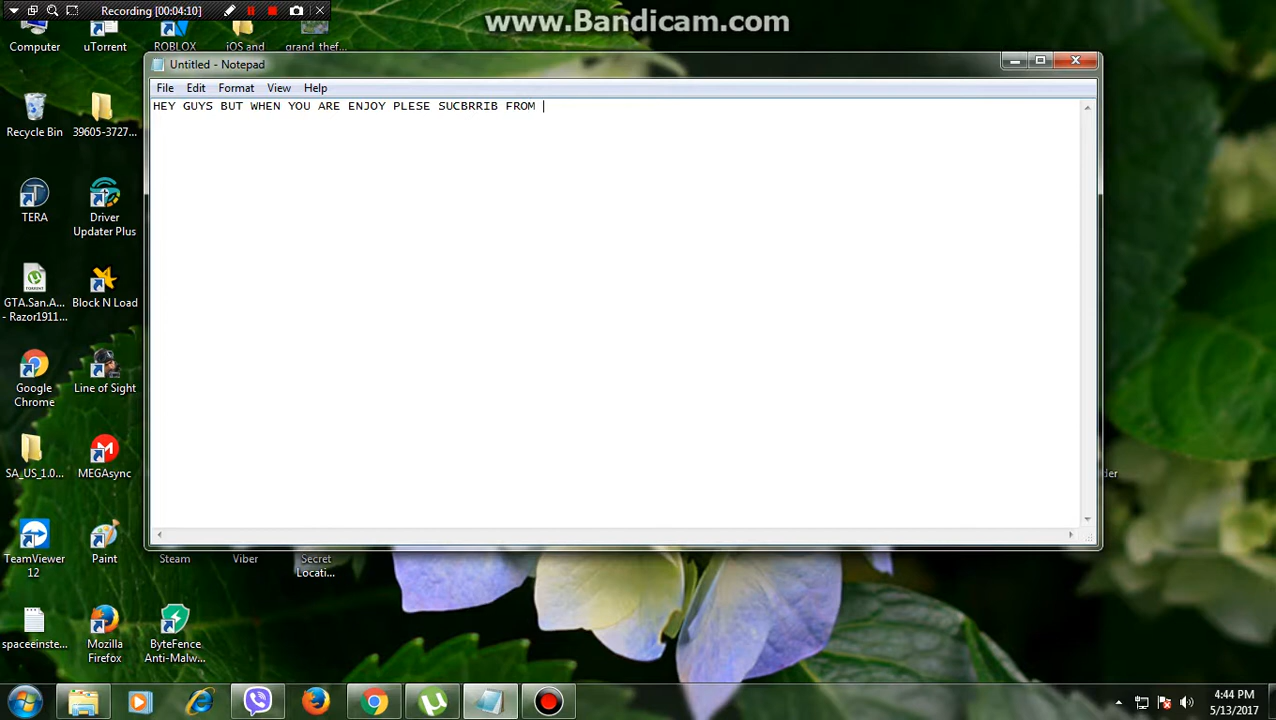 Recording [00:04:10]
www.Bandicam.com
Computer
uTorrent
ROBLOX
iOS and
grand_thef...
Untitled - Notepad
File Edit Format View Help
HEY GUYS BUT WHEN YOU ARE ENJOY PLESE SUCBRRIB FROM
Recycle Bin
39605-3727...
TERA
Driver
Updater Plus
GTA.San.A...
- Razor1911...
Block N Load
Google
Chrome
Line of Sight
SA_US_1.0...
MEGAsync
der
TeamViewer
12
Paint
Steam
Viber
Secret
Locati...
spaceeinste...
Mozilla
Firefox
ByteFence
Anti-Malw...
4:44 PM
5/13/2017